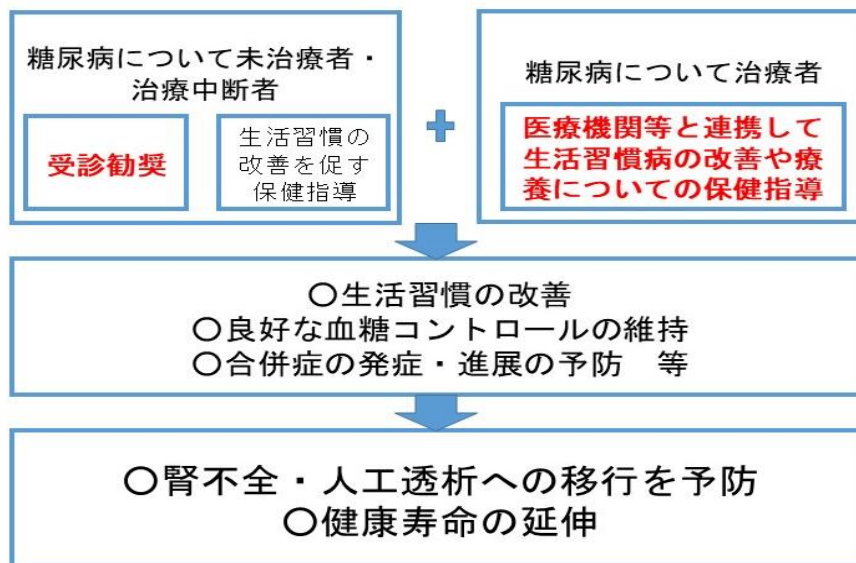 糖尿病について未治療者・
治療中断者
受診勧奨
生活習慣の
改善を促す
保健指導
+
糖尿病について治療者
医療機関等と連携して
生活習慣病の改善や療
養についての保健指導
〇生活習慣の改善
〇良好な血糖コントロールの維持
〇合併症の発症・進展の予防　等
〇腎不全・人工透析への移行を予防
〇健康寿命の延伸